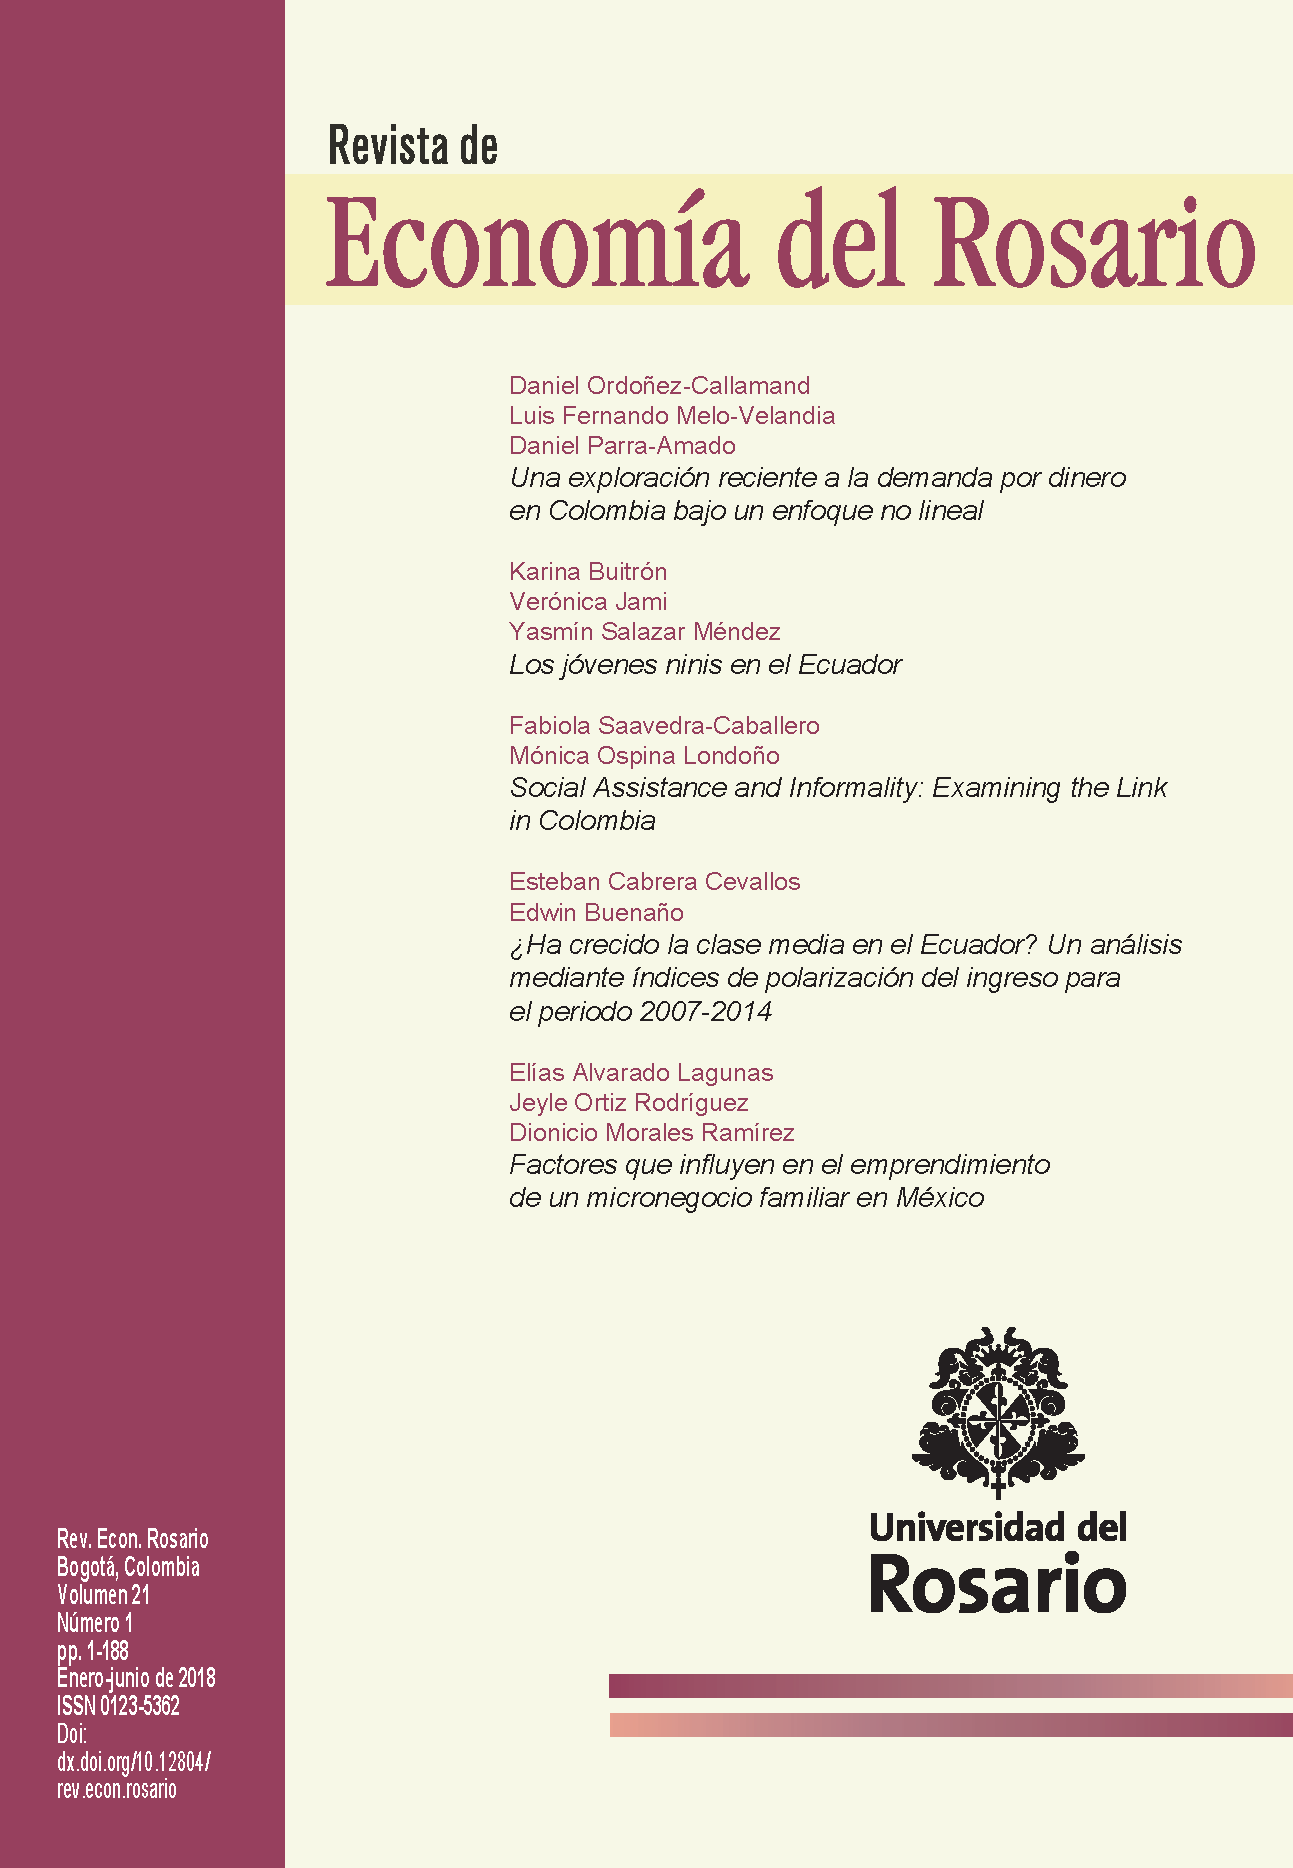 Revista de
Economía del Rosario
Daniel Ordoñez-Callamand
Luis Fernando Melo-Velandia
Daniel Parra-Amado
Una exploración reciente a la demanda por dinero
en Colombia bajo un enfoque no lineal
Karina Buitrón
Verónica Jami
Yasmín Salazar Méndez
Los jóvenes ninis en el Ecuador
Fabiola Saavedra-Caballero
Mónica Ospina Londoño
Social Assistance and Informality: Examining the Link
in Colombia
Esteban Cabrera Cevallos
Edwin Buenaño
¿Ha crecido la clase media en el Ecuador? Un análisis
mediante índices de polarización del ingreso para
el periodo 2007-2014
Elías Alvarado Lagunas
Jeyle Ortiz Rodríguez
Dionicio Morales Ramírez
Factores que influyen en el emprendimiento
de un micronegocio familiar en México
Universidad del
Rosario
Rev. Econ. Rosario
Bogotá, Colombia
Volumen 21
Número 1
pp. 1-188
Enero-junio de 2018
ISSN 0123-5362
Doi:
dx.doi.org/10.12804/
rev.econ.rosario